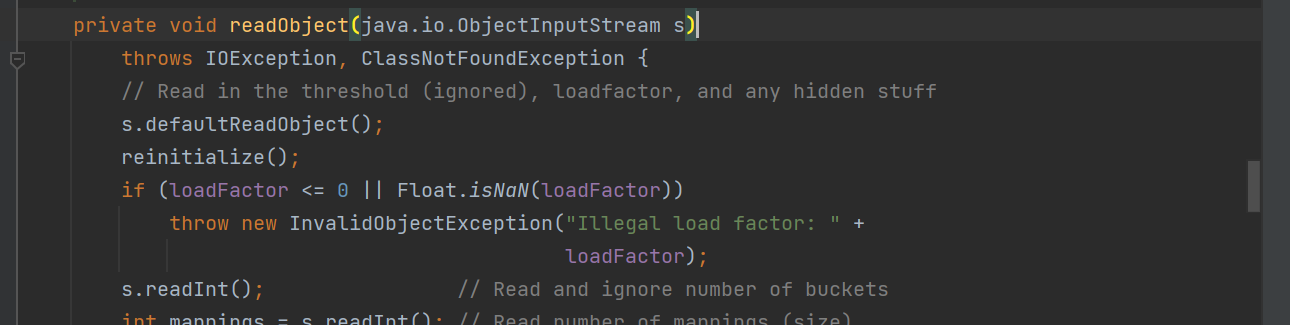 private void readObject(java.io.ObjectInputStream s)
throws IOException, ClassNotFoundException {
// Read in the threshold (ignored), loadfactor, and any hidden stuff
s.defaultReadObject();
reinitialize();
if (loadFactor <= 0 || Float.isNaN(loadFactor))
throw new InvalidObjectException("Illegal load factor: " +
loadFactor);
s.readInt(); // Read and ignore number of buckets
int mappings = s.readInt(); // Read number of mappings (size)